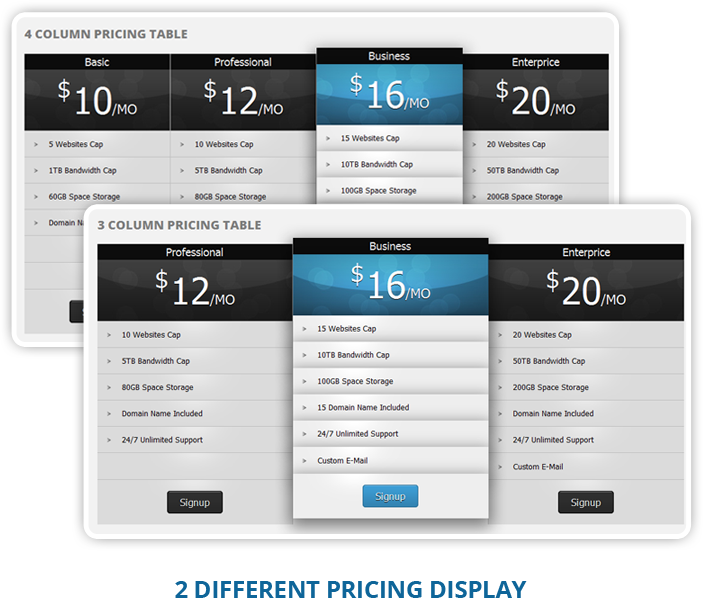 4 COLUMN PRICING TABLE
Basic Professional Business Enterprice
$10/MO $12/MO $16/MO $20/MO
5 Websites Cap 10 Websites Cap 15 Websites Cap 20 Websites Cap
1TB Bandwidth Cap 5TB Bandwidth Cap 10TB Bandwidth Cap 50TB Bandwidth Cap
60GB Space Storage 80GB Space Storage 100GB Space Storage 200GB Space Storage
Domain
3 COLUMN PRICING TABLE
Professional Business Enterprice
$12/MO $16/MO $20/MO
10 Websites Cap 15 Websites Cap 20 Websites Cap
5TB Bandwidth Cap 10TB Bandwidth Cap 50TB Bandwidth Cap
80GB Space Storage 100GB Space Storage 200GB Space Storage
Domain Name Included 15 Domain Name Included Domain Name Included
24/7 Unlimited Support 24/7 Unlimited Support 24/7 Unlimited Support
Custom E-Mail Custom E-Mail
Signup Signup Signup
2 DIFFERENT PRICING DISPLAY